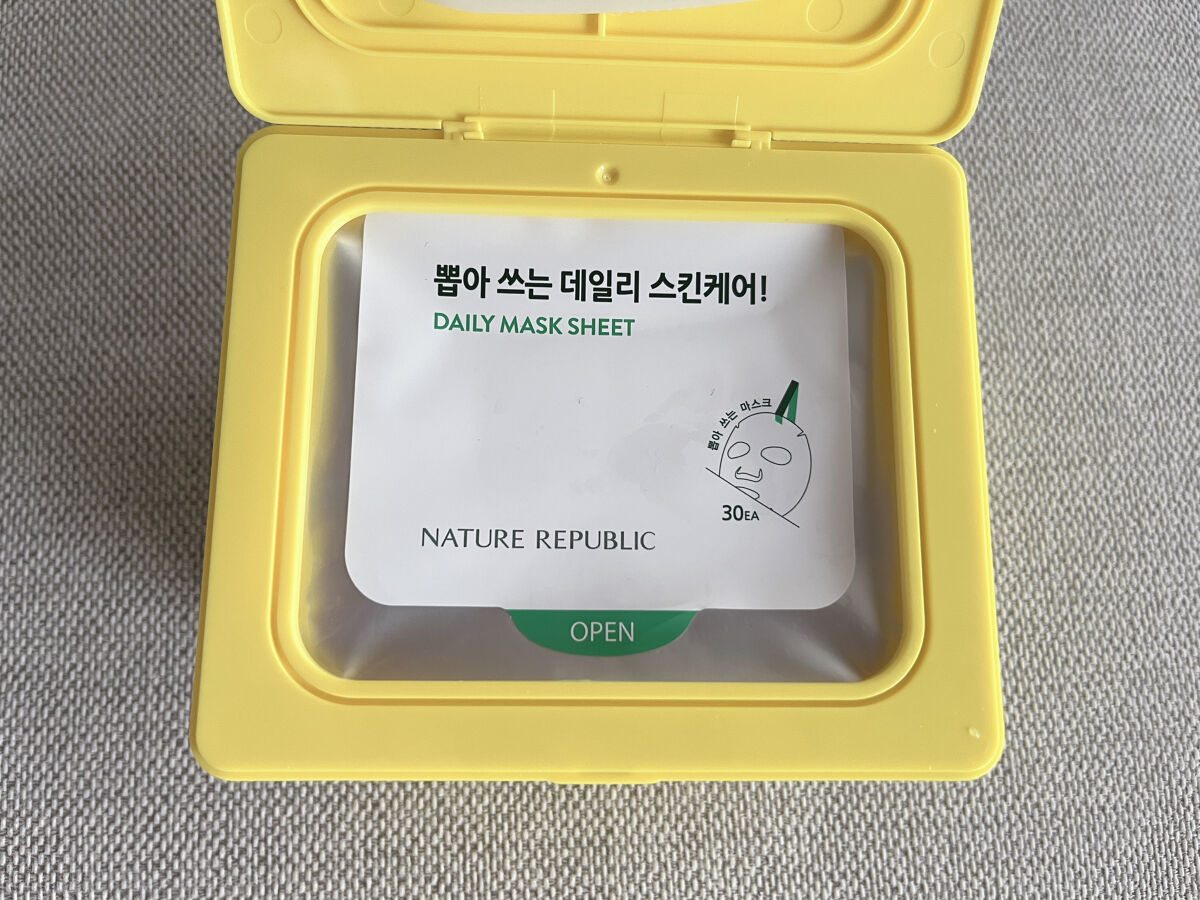 뽑아 쓰는 데일리 스킨케어!
DAILY MASK SHEET
뽑아 쓰는 마스크
30EA
NATURE REPUBLIC
OPEN